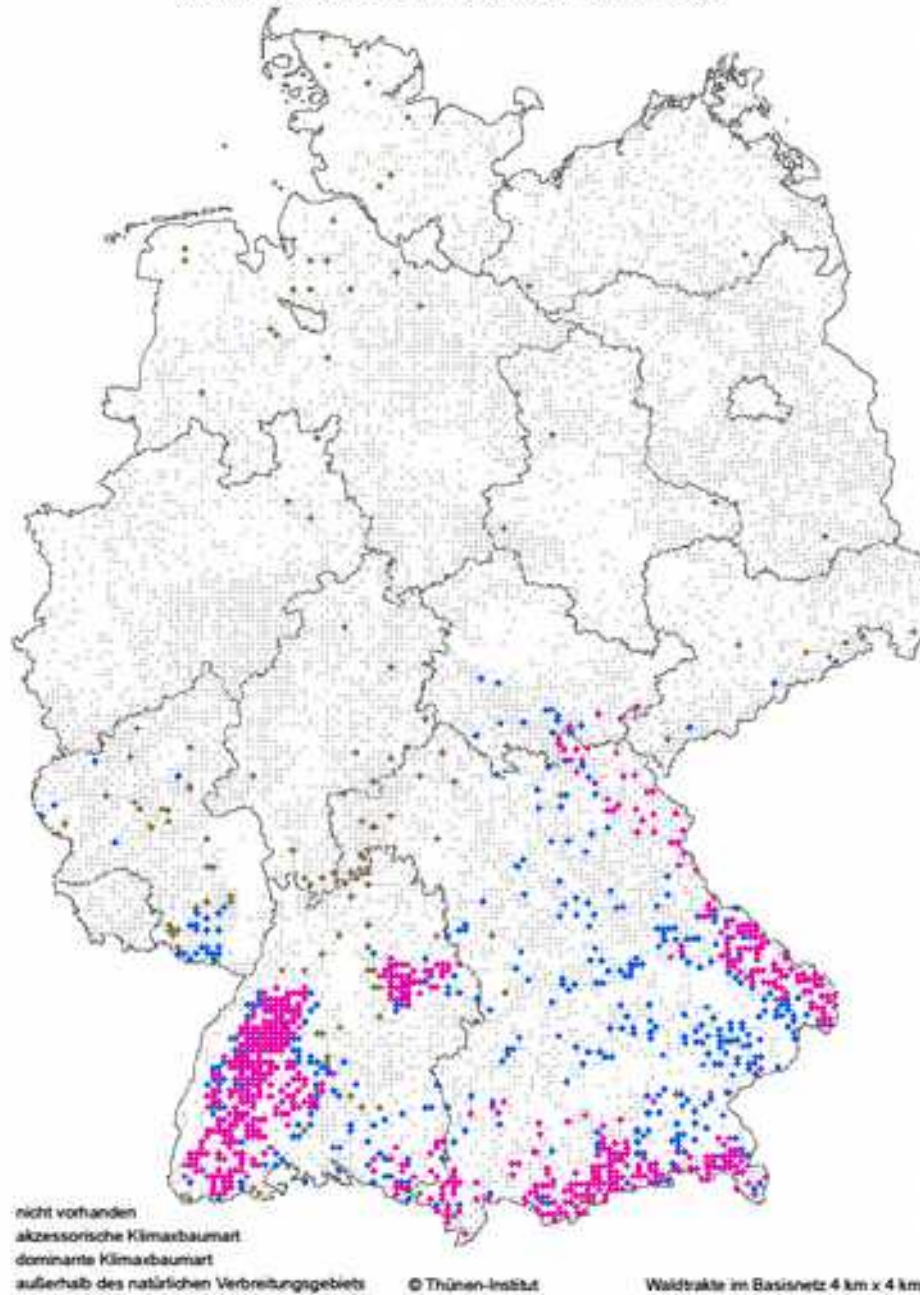 nicht vorhanden
akzessorische Klimaxbaumart
dominante Klimaxbaumart
außerhalb des natürlichen Verbreitungsgebiets © Thünen-Institut Waldtrakte im Basisnetz 4 km x 4 km